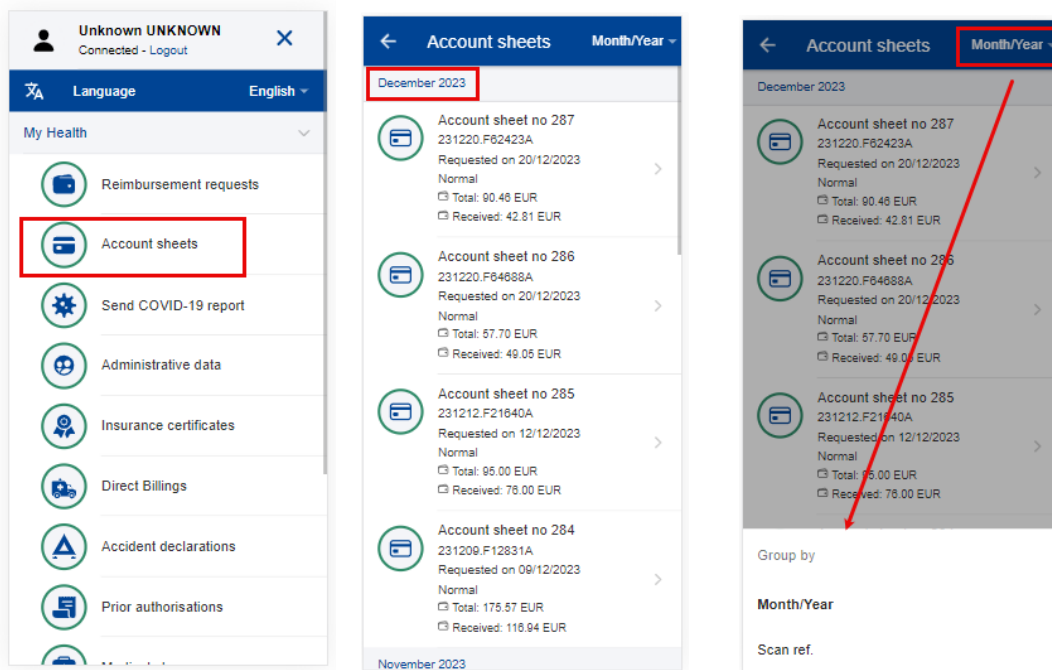 Unknown UNKNOWN
Connected - Logout
Language
English
My Health
Reimbursement requests
Account sheets
Send COVID-19 report
Administrative data
Insurance certificates
Direct Billings
Accident declarations
Prior authorisations
Account sheets
Month/Year
December 2023
Account sheet no 287
231220.F62423A
Requested on 20/12/2023
Normal
Total: 90.46 EUR
Received: 42.81 EUR
Account sheet no 286
231220.F64688A
Requested on 20/12/2023
Normal
Total: 57.70 EUR
Received: 49.05 EUR
Account sheet no 285
231212.F21640A
Requested on 12/12/2023
Normal
Total: 95.00 EUR
Received: 76.00 EUR
Account sheet no 284
231209.F12831A
Requested on 09/12/2023
Normal
Total: 175.57 EUR
Received: 116.94 EUR
November 2023
Account sheets
Month/Year
December 2023
Account sheet no 287
231220.F62423A
Requested on 20/12/2023
Normal
Total: 90.46 EUR
Received: 42.81 EUR
Account sheet no 286
231220.F64688A
Requested on 20/12/2023
Normal
Total: 57.70 EUR
Received: 49.05 EUR
Account sheet no 285
231212.F21640A
Requested on 12/12/2023
Normal
Total: 95.00 EUR
Received: 76.00 EUR
Group by
Month/Year
Scan ref.